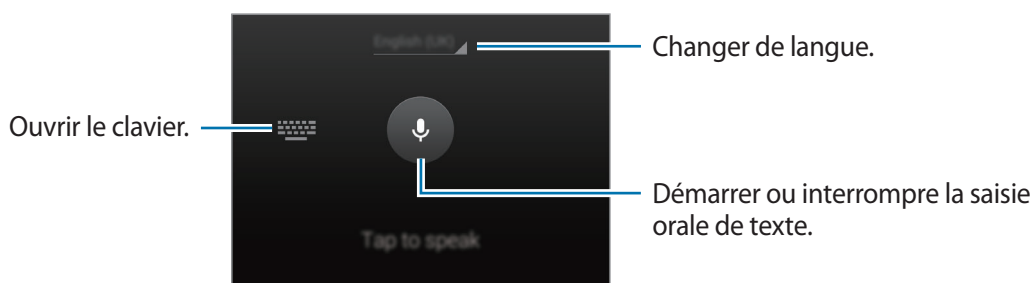 English (UK)
Changer de langue.
Ouvrir le clavier.
Démarrer ou interrompre la saisie
orale de texte.
Tap to speak